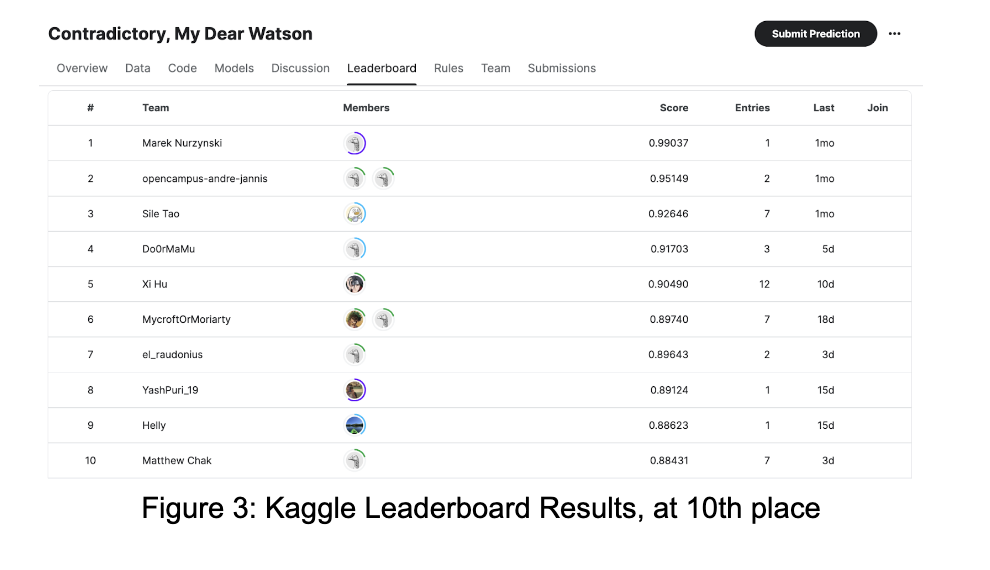 Contradictory, My Dear Watson
Submit Prediction ...
Overview Data Code Models Discussion Leaderboard Rules Team Submissions
# Team Members Score Entries Last Join
1 Marek Nurzynski 0.99037 1 1mo
2 opencampus-andre-jannis 0.95149 2 1mo
3 Sile Tao 0.92646 7 1mo
4 Do0rMaMu 0.91703 3 5d
5 Xi Hu 0.90490 12 10d
6 MycroftOrMoriarty 0.89740 7 18d
7 el_raudonius 0.89643 2 3d
8 YashPuri_19 0.89124 1 15d
9 Helly 0.88623 1 15d
10 Matthew Chak 0.88431 7 3d
Figure 3: Kaggle Leaderboard Results, at 10th place